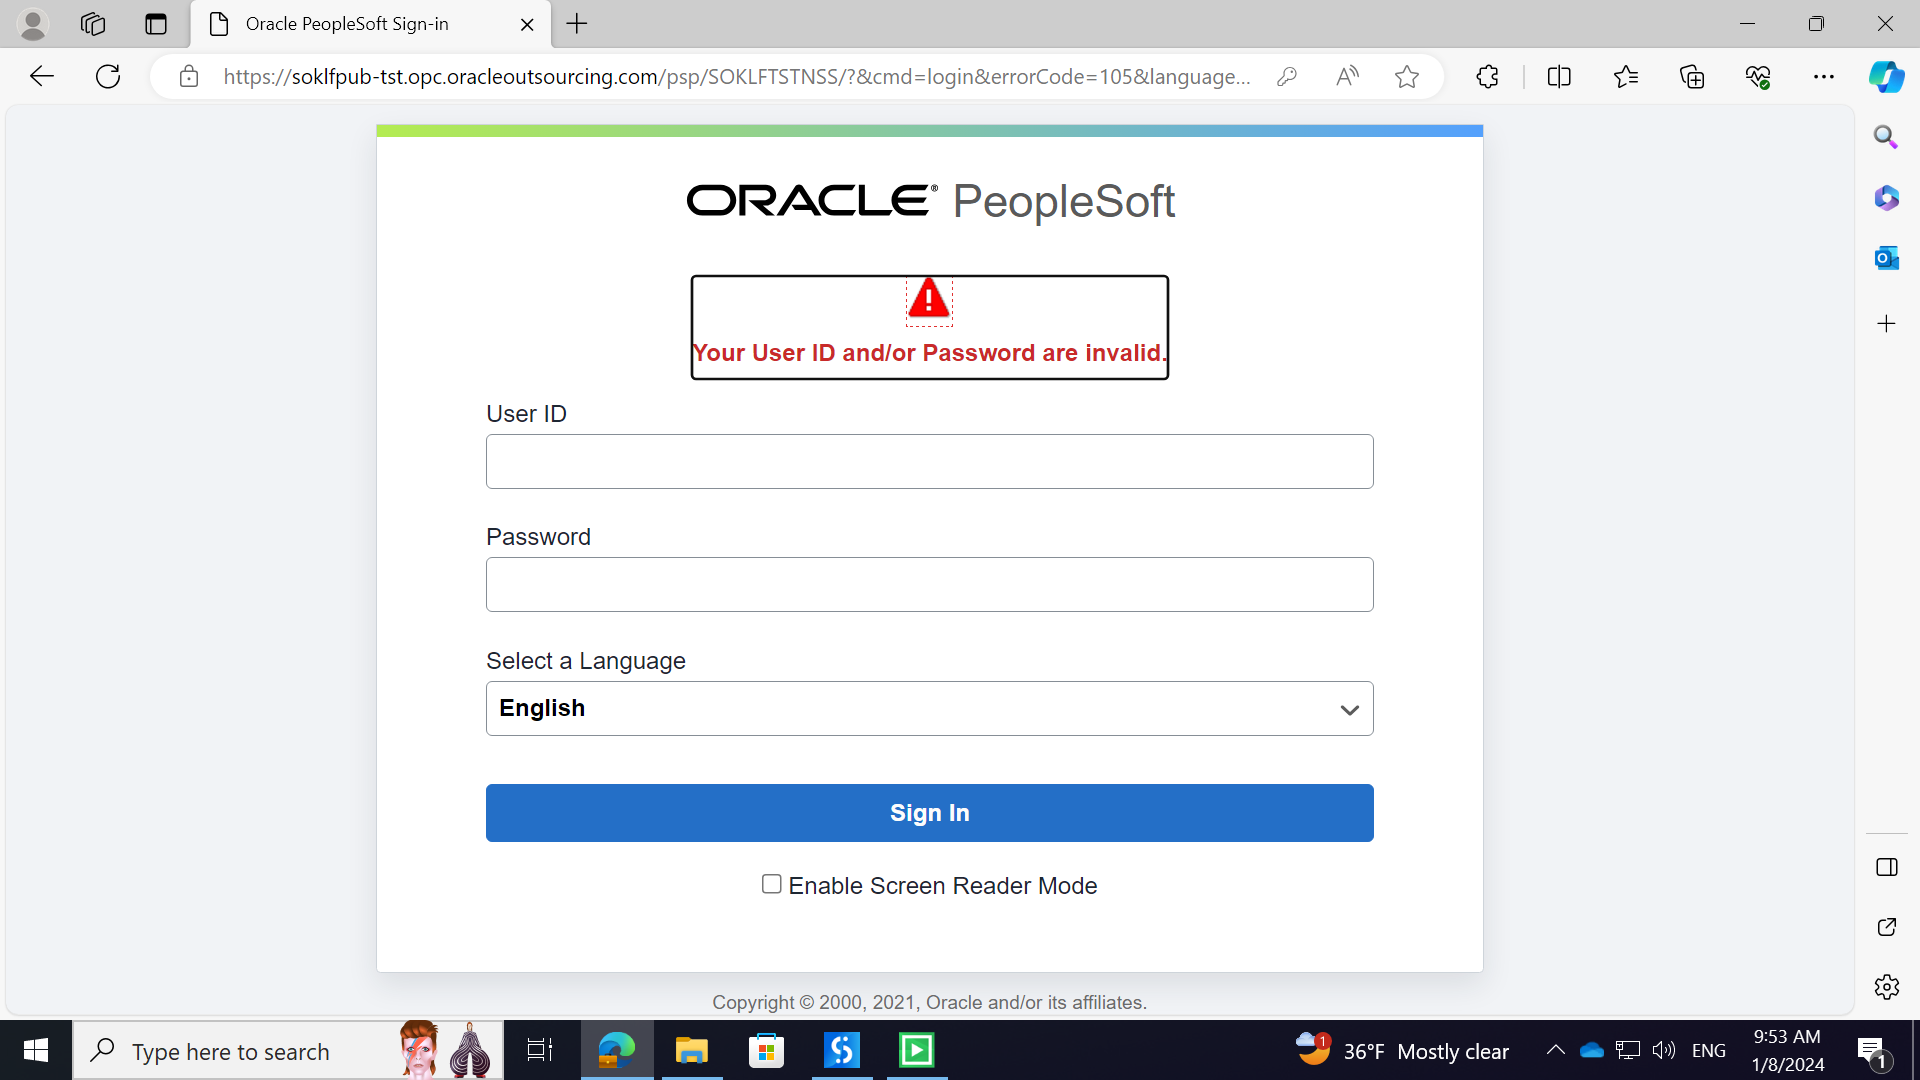 Oracle PeopleSoft Sign-in
https://soklfpub-tst.opc.oracleoutsourcing.com/psp/SOKLFTSTNSS/?&cmd=login&errorCode=105&language...
ORACLE® PeopleSoft
Your User ID and/or Password are invalid.
User ID
Password
Select a Language
English
Sign In
Enable Screen Reader Mode
Copyright © 2000, 2021, Oracle and/or its affiliates.
Type here to search
1
36°F Mostly clear
ENG
9:53 AM
1/8/2024
1